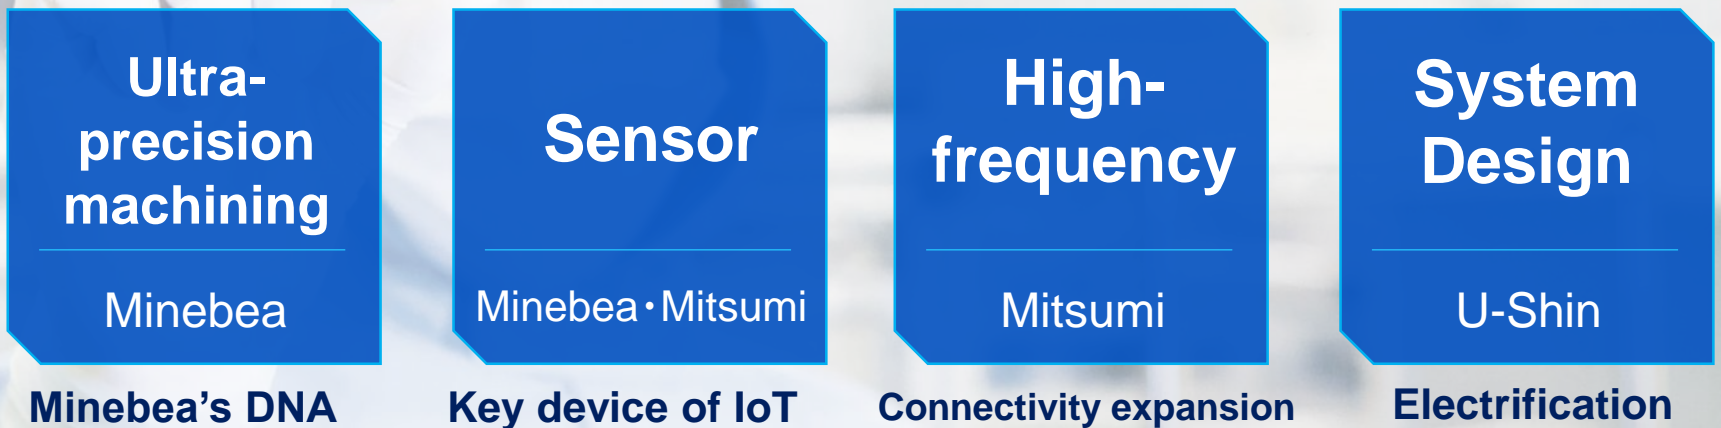 Ultra-
precision
machining
Minebea
Minebea’s DNA
Sensor
Minebea・Mitsumi
Key device of IoT
High-
frequency
Mitsumi
Connectivity expansion
System
Design
U-Shin
Electrification